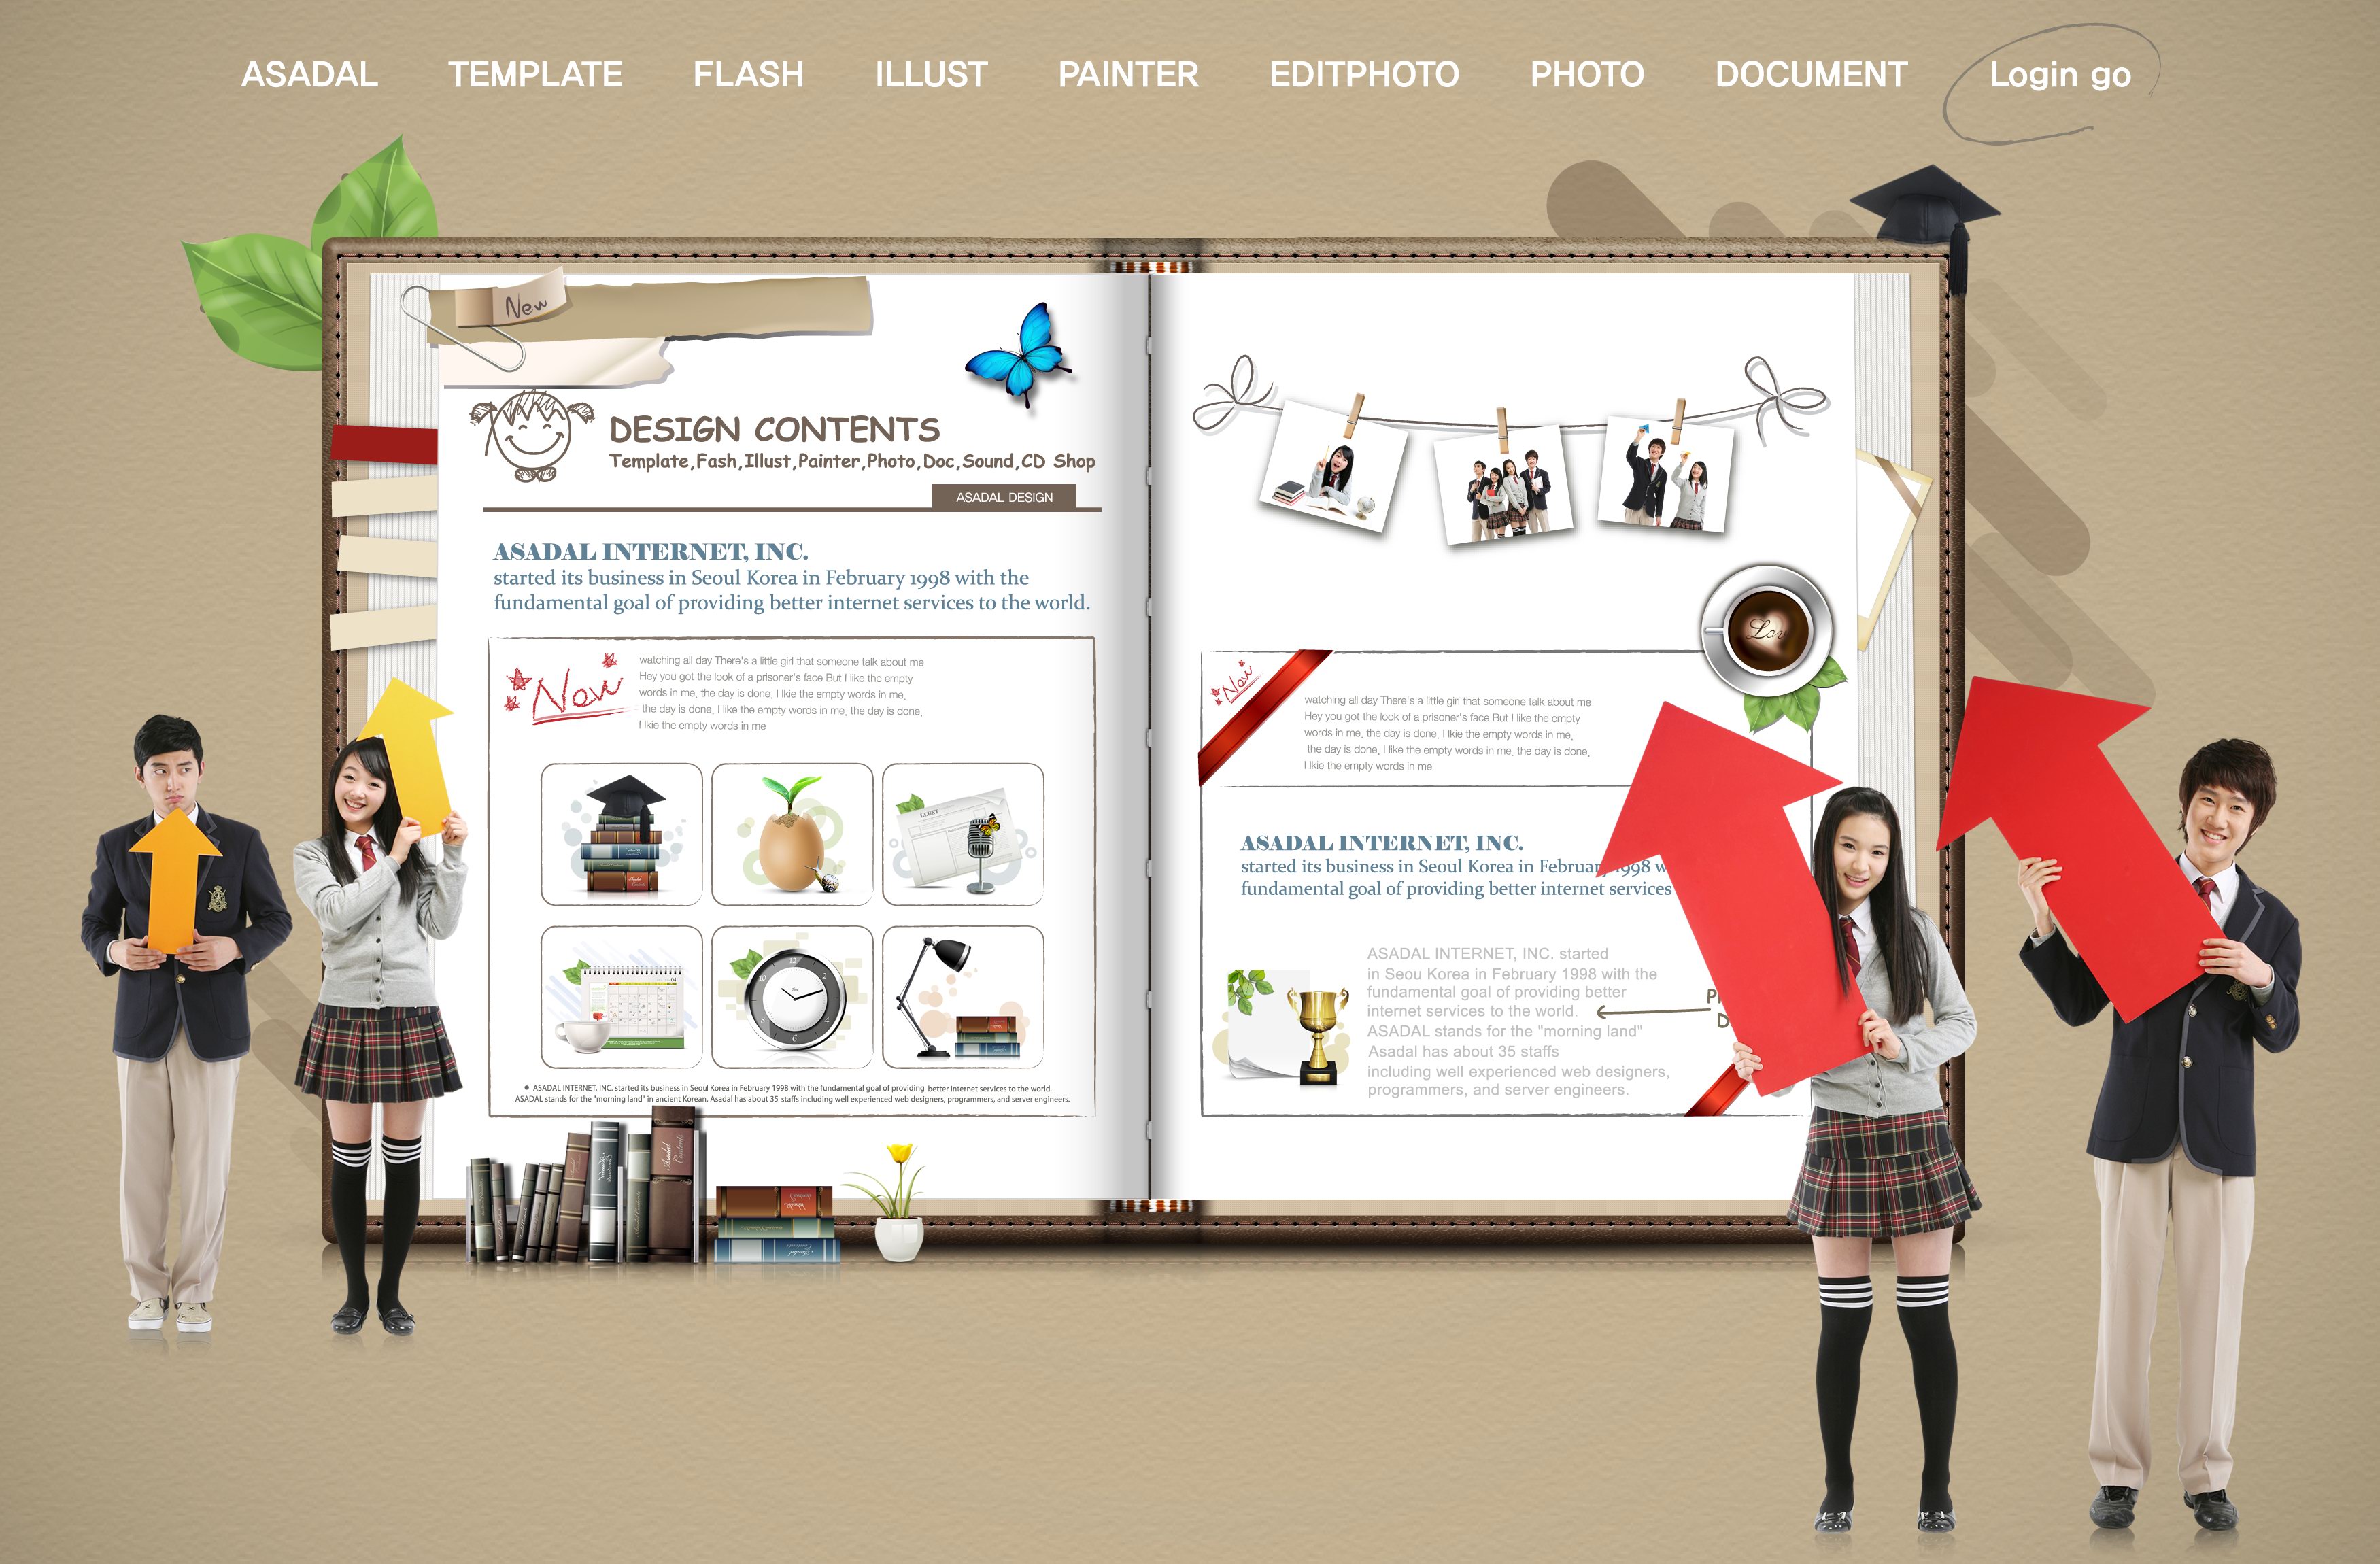 ASADAL TEMPLATE FLASH ILLUST PAINTER EDITPHOTO PHOTO DOCUMENT Login go
New
DESIGN CONTENTS
Template,Fash,Illust,Painter,Photo,Doc,Sound,CD Shop
ASADAL DESIGN
ASADAL INTERNET, INC.
started its business in Seoul Korea in February 1998 with the
fundamental goal of providing better internet services to the world.
New
watching all day There's a little girl that someone talk about me
Hey you got the look of a prisoner's face But I like the empty
words in me, the day is done, I lkie the empty words in me,
the day is done, I like the empty words in me, the day is done,
I lkie the empty words in me
ILLUST
• ASADAL INTERNET, INC. started its business in Seoul Korea in February 1998 with the fundamental goal of providing better internet services to the world.
ASADAL stands for the "morning land" in ancient Korean. Asadal has about 35 staffs including well experienced web designers, programmers, and server engineers.
Asadal
Contents
Lov
New
watching all day There's a little girl that someone talk about me
Hey you got the look of a prisoner's face But I like the empty
words in me, the day is done, I lkie the empty words in me,
the day is done, I like the empty words in me, the day is done,
I lkie the empty words in me
ASADAL INTERNET, INC.
started its business in Seoul Korea in Februar 1998 w
fundamental goal of providing better internet services
ASADAL INTERNET, INC. started
in Seou Korea in February 1998 with the
fundamental goal of providing better
internet services to the world.
ASADAL stands for the "morning land"
Asadal has about 35 staffs
including well experienced web designers,
programmers, and server engineers.